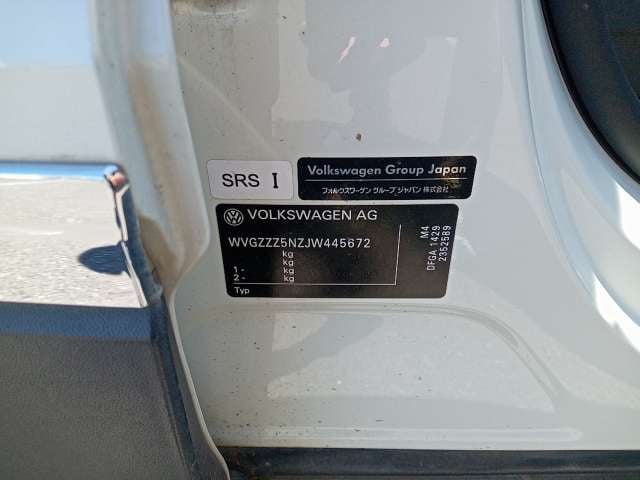 SRS I
Volkswagen Group Japan
フォルクスワーゲン グループ ジャパン 株式会社
VOLKSWAGEN AG
WVGZZZ5NZJW445672
kg
kg
1 - kg
2 - kg
Typ
M4
DFGA 1429
2352589